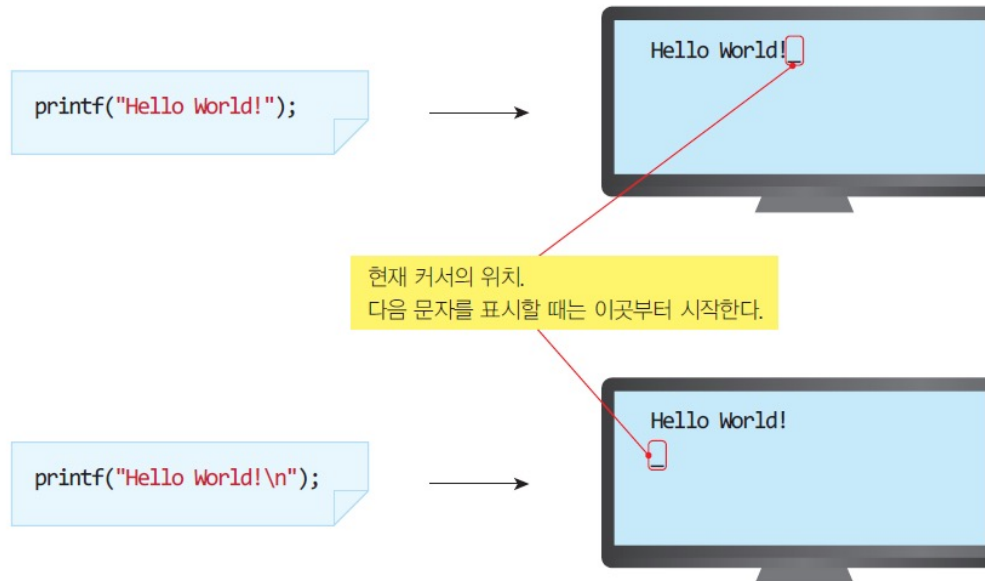 Hello World!_
printf("Hello World!");
현재 커서의 위치.
다음 문자를 표시할 때는 이곳부터 시작한다.
Hello World!
_
printf("Hello World!\n");